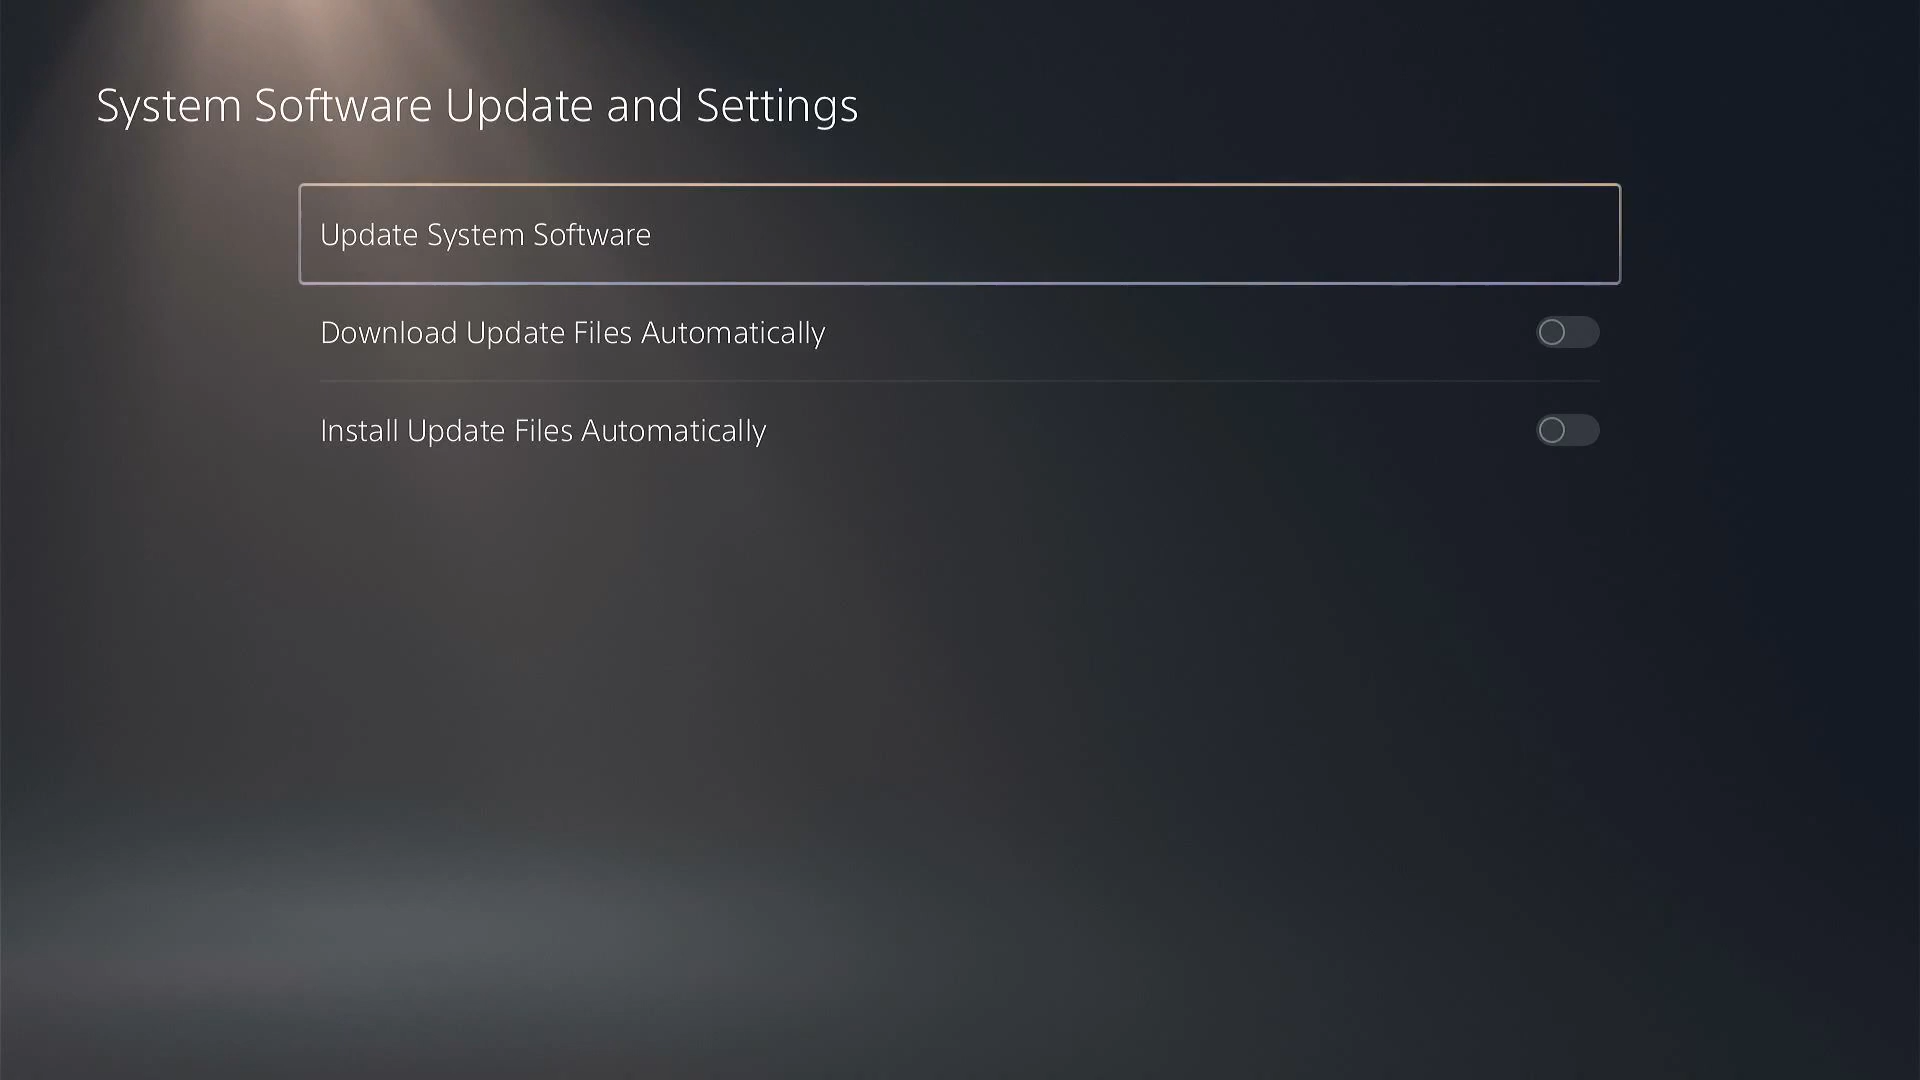 System Software Update and Settings
Update System Software
Download Update Files Automatically
Install Update Files Automatically